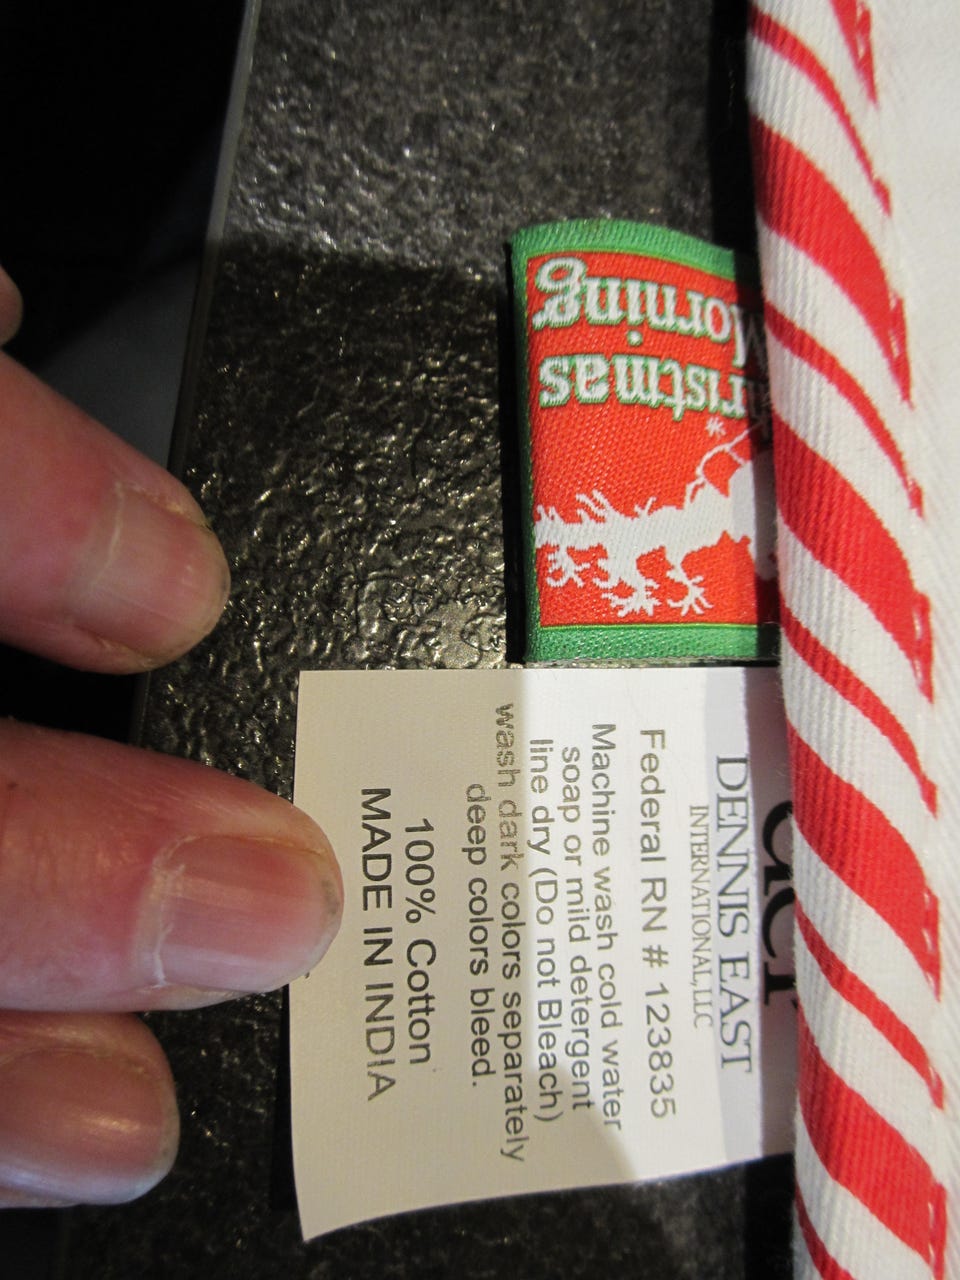 ristmas
Morning
DENNIS EAST
INTERNATIONAL, LLC
Federal RN # 123835
Machine wash cold water
soap or mild detergent
line dry (Do not Bleach)
wash dark colors separately
deep colors bleed.
100% Cotton
MADE IN INDIA